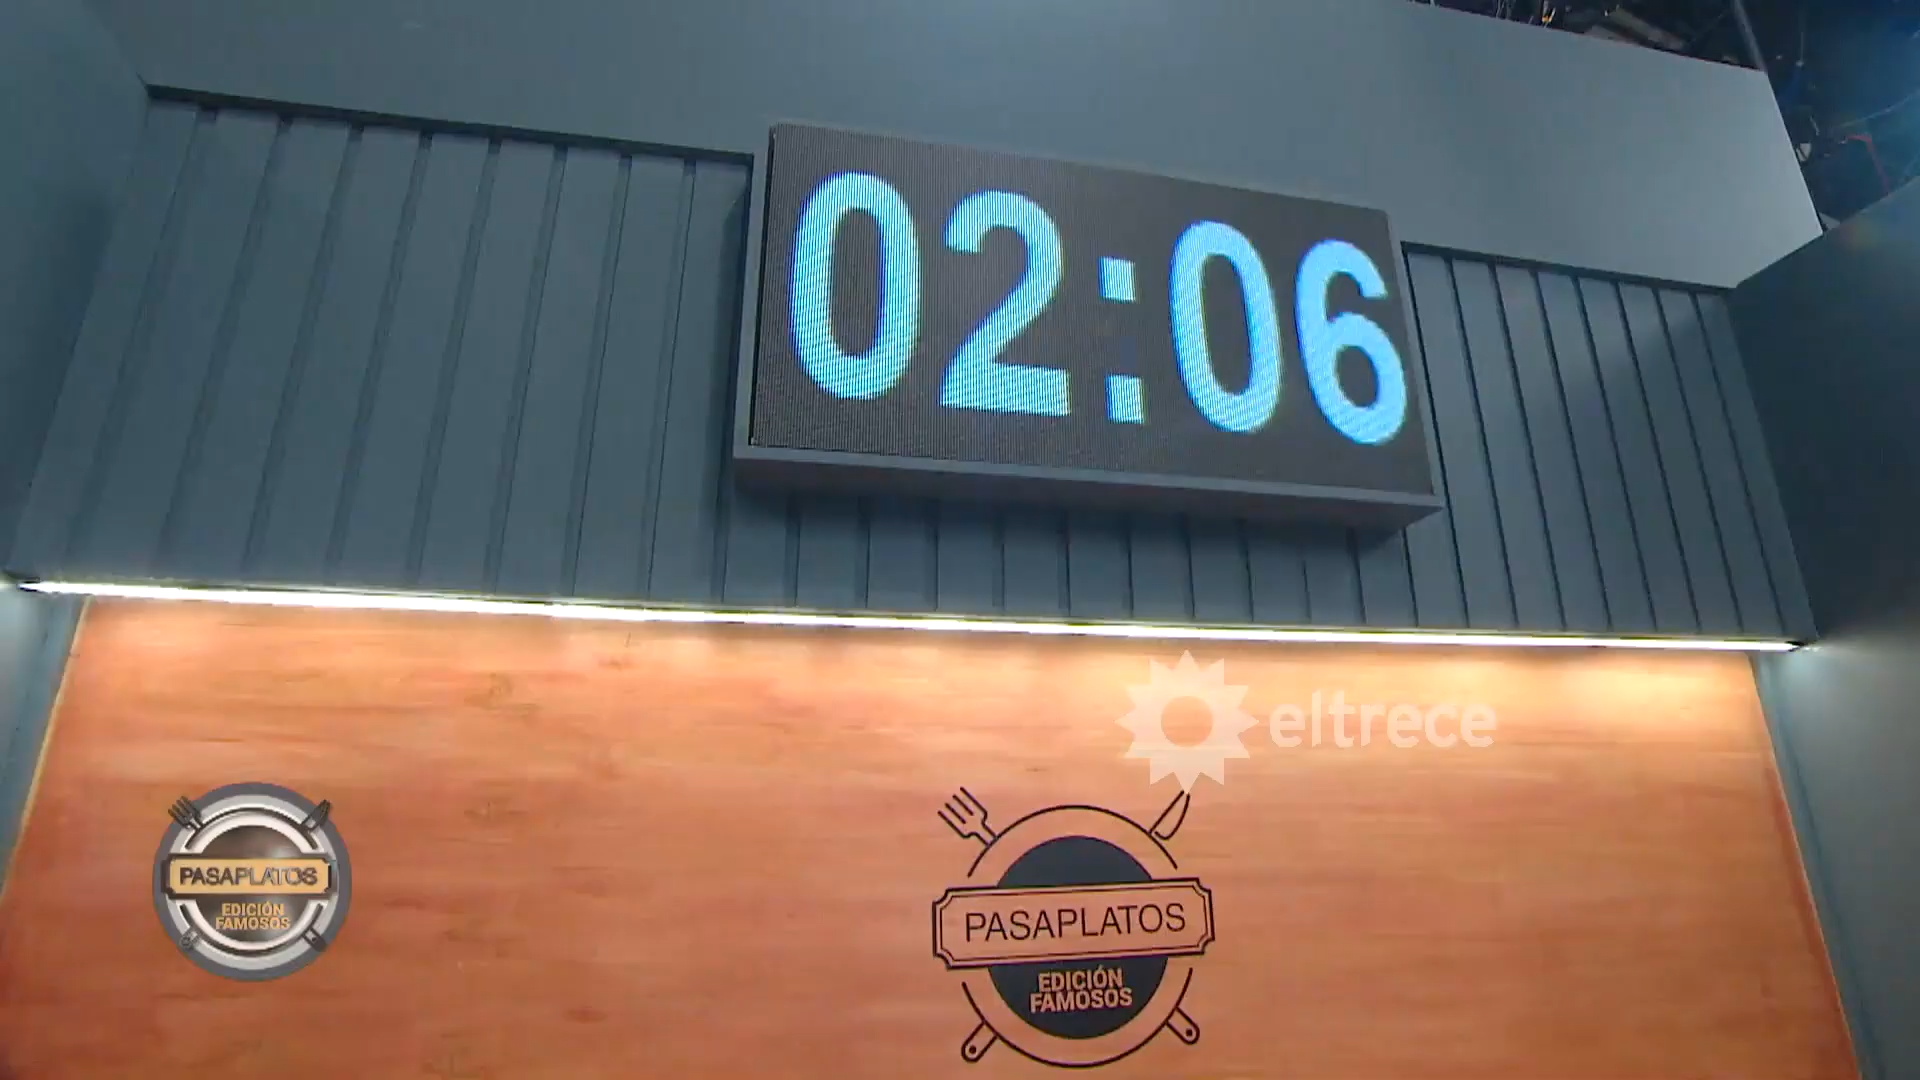 02:06
eltrece
PASAPLATOS
EDICIÓN
FAMOSOS
PASAPLATOS
EDICIÓN
FAMOSOS